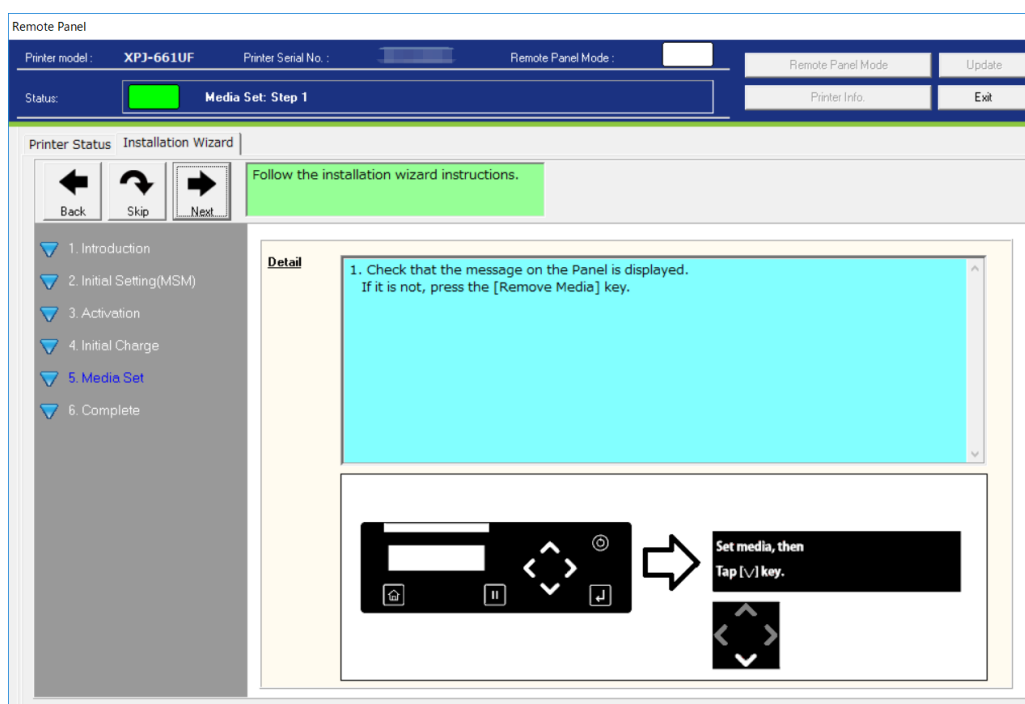 Remote Panel
Printer model : XPJ-661UF Printer Serial No. : Remote Panel Mode : Remote Panel Mode Update
Status: Media Set: Step 1 Printer Info. Exit
Printer Status Installation Wizard
Back Skip Next
Follow the installation wizard instructions.
1. Introduction
2. Initial Setting(MSM)
3. Activation
4. Initial Charge
5. Media Set
6. Complete
Detail
1. Check that the message on the Panel is displayed.
If it is not, press the [Remove Media] key.
Set media, then
Tap [∨] key.